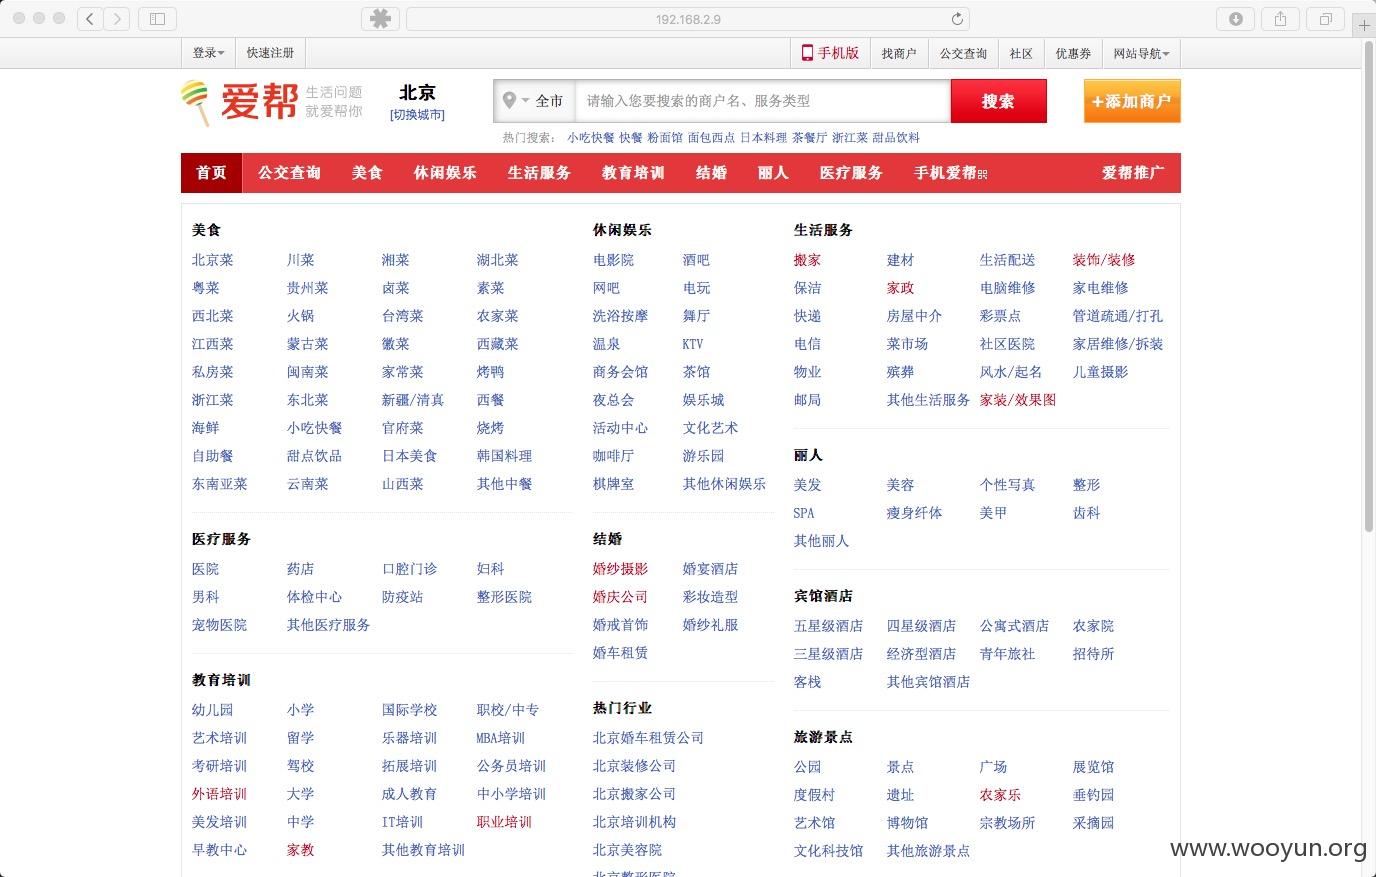 192.168.2.9
登录 快速注册 手机版 找商户 公交查询 社区 优惠券 网站导航
爱帮 生活问题 就爱帮你 北京 [切换城市] 全市 请输入您要搜索的商户名、服务类型 搜索 +添加商户
热门搜索: 小吃快餐 快餐 粉面馆 面包西点 日本料理 茶餐厅 浙江菜 甜品饮料
首页 公交查询 美食 休闲娱乐 生活服务 教育培训 结婚 丽人 医疗服务 手机爱帮 爱帮推广
美食
北京菜 川菜 湘菜 湖北菜
粤菜 贵州菜 卤菜 素菜
西北菜 火锅 台湾菜 农家菜
江西菜 蒙古菜 徽菜 西藏菜
私房菜 闽南菜 家常菜 烤鸭
浙江菜 东北菜 新疆/清真 西餐
海鲜 小吃快餐 官府菜 烧烤
自助餐 甜点饮品 日本美食 韩国料理
东南亚菜 云南菜 山西菜 其他中餐
医疗服务
医院 药店 口腔门诊 妇科
男科 体检中心 防疫站 整形医院
宠物医院 其他医疗服务
教育培训
幼儿园 小学 国际学校 职校/中专
艺术培训 留学 乐器培训 MBA培训
考研培训 驾校 拓展培训 公务员培训
外语培训 大学 成人教育 中小学培训
美发培训 中学 IT培训 职业培训
早教中心 家教 其他教育培训
休闲娱乐
电影院 酒吧
网吧 电玩
洗浴按摩 舞厅
温泉 KTV
商务会馆 茶馆
夜总会 娱乐城
活动中心 文化艺术
咖啡厅 游乐园
棋牌室 其他休闲娱乐
结婚
婚纱摄影 婚宴酒店
婚庆公司 彩妆造型
婚戒首饰 婚纱礼服
婚车租赁
热门行业
北京婚车租赁公司
北京装修公司
北京搬家公司
北京培训机构
北京美容院
北京整形医院
生活服务
搬家 建材 生活配送 装饰/装修
保洁 家政 电脑维修 家电维修
快递 房屋中介 彩票点 管道疏通/打孔
电信 菜市场 社区医院 家居维修/拆装
物业 殡葬 风水/起名 儿童摄影
邮局 其他生活服务 家装/效果图
丽人
美发 美容 个性写真 整形
SPA 瘦身纤体 美甲 齿科
其他丽人
宾馆酒店
五星级酒店 四星级酒店 公寓式酒店 农家院
三星级酒店 经济型酒店 青年旅社 招待所
客栈 其他宾馆酒店
旅游景点
公园 景点 广场 展览馆
度假村 遗址 农家乐 垂钓园
艺术馆 博物馆 宗教场所 采摘园
文化科技馆 其他旅游景点
www.wooyun.org